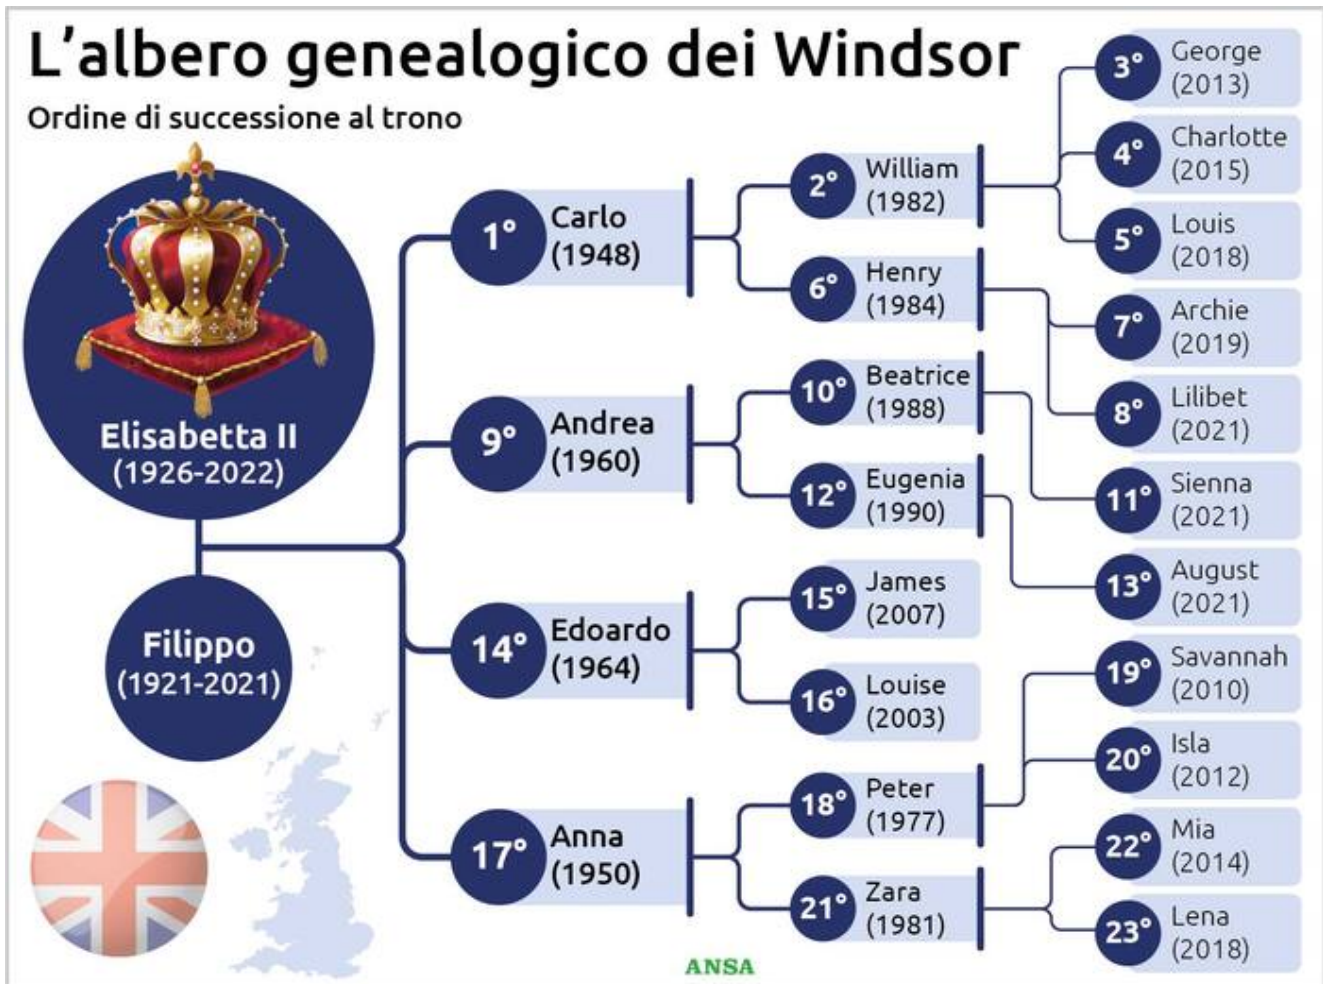 L'albero genealogico dei Windsor
Ordine di successione al trono
Elisabetta II
(1926-2022)
Filippo
(1921-2021)
1°
Carlo
(1948)
2°
William
(1982)
3°
George
(2013)
4°
Charlotte
(2015)
5°
Louis
(2018)
6°
Henry
(1984)
7°
Archie
(2019)
8°
Lilibet
(2021)
9°
Andrea
(1960)
10°
Beatrice
(1988)
11°
Sienna
(2021)
12°
Eugenia
(1990)
13°
August
(2021)
14°
Edoardo
(1964)
15°
James
(2007)
16°
Louise
(2003)
17°
Anna
(1950)
18°
Peter
(1977)
19°
Savannah
(2010)
20°
Isla
(2012)
21°
Zara
(1981)
22°
Mia
(2014)
23°
Lena
(2018)
ANSA